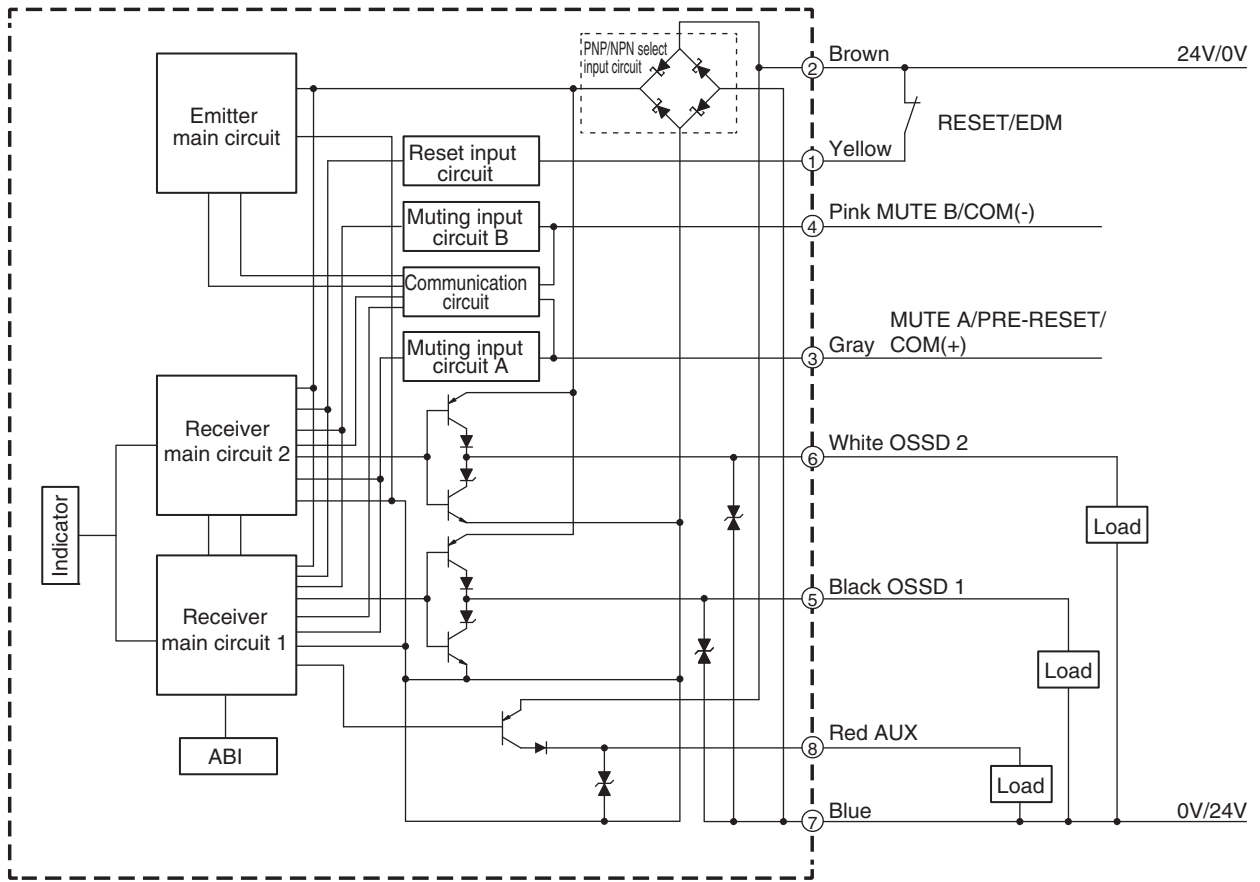 PNP/NPN select
input circuit
Emitter
main circuit
2
Brown
24V/0V
RESET/EDM
Reset input
circuit
1
Yellow
Muting input
circuit B
4
Pink MUTE B/COM(-)
Communication
circuit
Muting input
circuit A
3
Gray
MUTE A/PRE-RESET/
COM(+)
Receiver
main circuit 2
6
White OSSD 2
Load
Indicator
Receiver
main circuit 1
5
Black OSSD 1
Load
ABI
8
Red AUX
Load
7
Blue
0V/24V